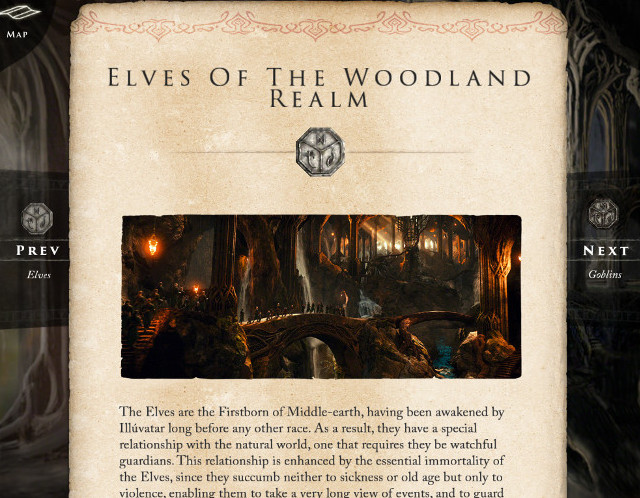 Map
Elves Of The Woodland
Realm
Prev
Elves
Next
Goblins
The Elves are the Firstborn of Middle-earth, having been awakened by
Illúvatar long before any other race. As a result, they have a special
relationship with the natural world, one that requires they be watchful
guardians. This relationship is enhanced by the essential immortality of
the Elves, since they succumb neither to sickness or old age but only to
violence, enabling them to take a very long view of events, and to guard